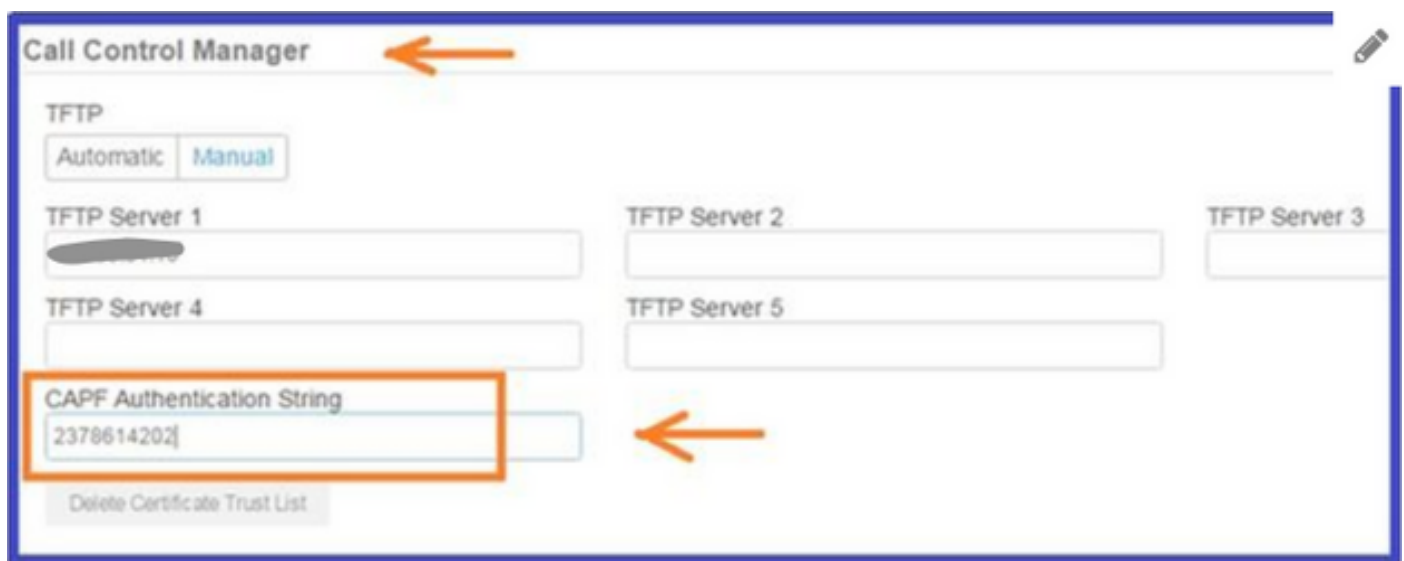 Call Control Manager
TFTP
Automatic Manual
TFTP Server 1 TFTP Server 2 TFTP Server 3
TFTP Server 4 TFTP Server 5
CAPF Authentication String
2378614202
Delete Certificate Trust List